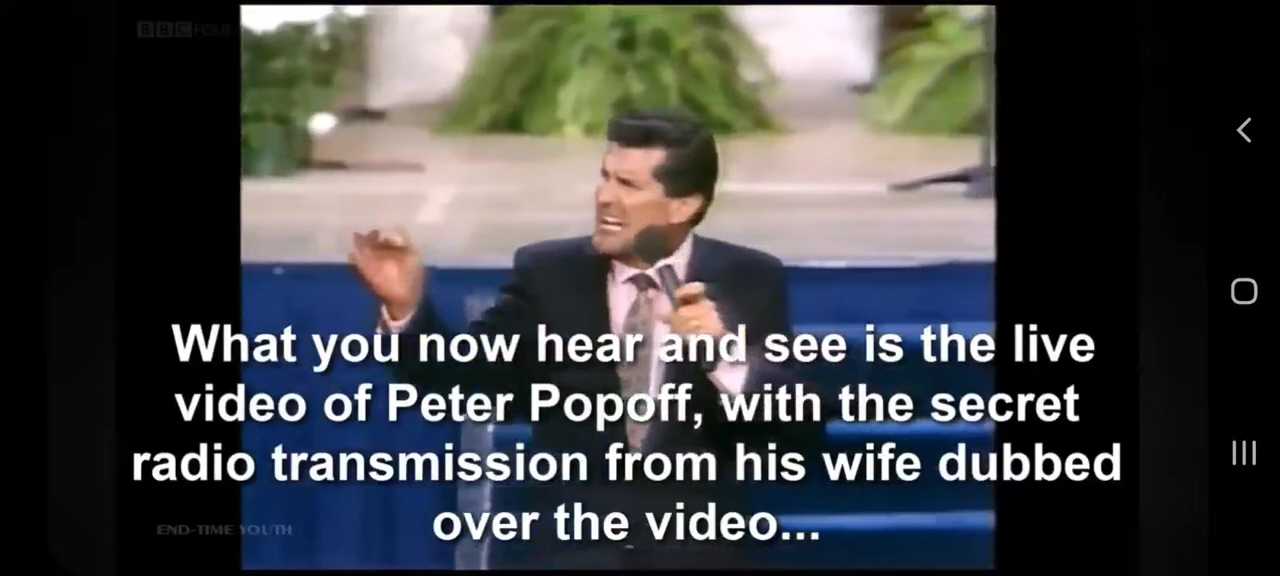 BBC FOUR
What you now hear and see is the live
video of Peter Popoff, with the secret
radio transmission from his wife dubbed
over the video...
END-TIME YOUTH